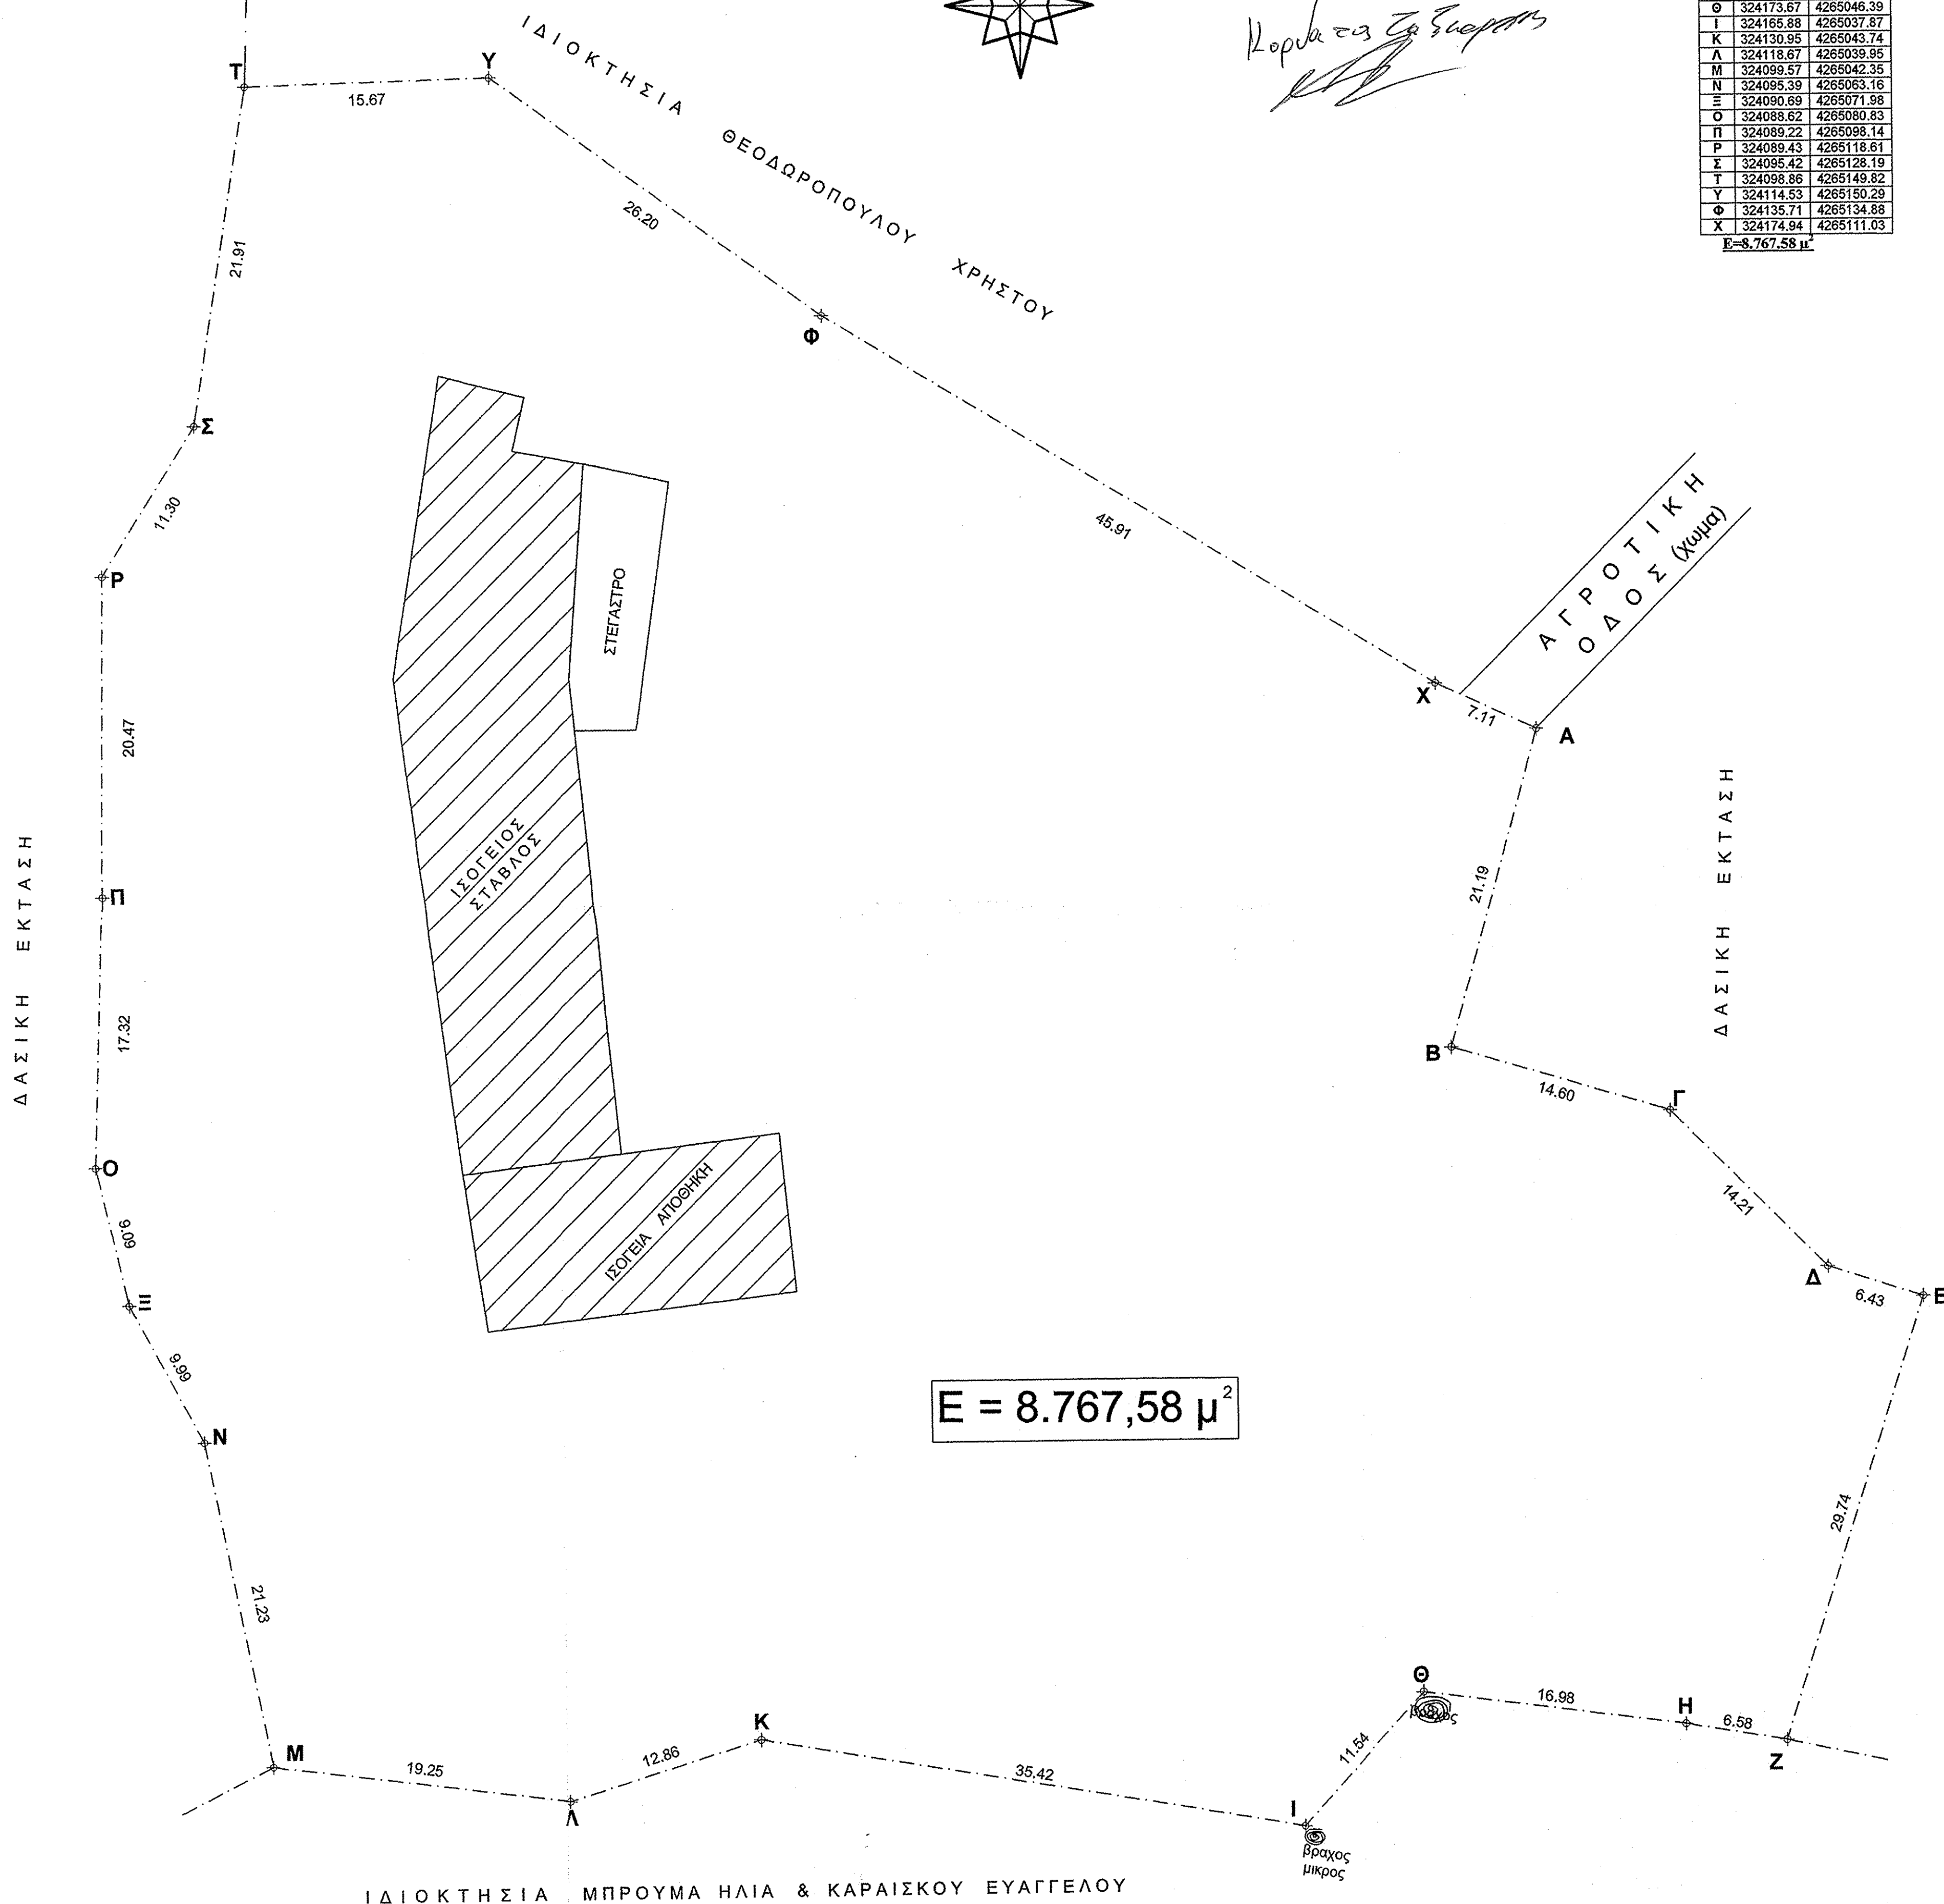 Θ 324173.67 4265046.39
Ι 324165.88 4265037.87
Κ 324130.95 4265043.74
Λ 324118.67 4265039.95
Μ 324099.57 4265042.35
Ν 324095.39 4265063.16
Ξ 324090.69 4265071.98
Ο 324088.62 4265080.83
Π 324089.22 4265098.14
Ρ 324089.43 4265118.61
Σ 324095.42 4265128.19
Τ 324098.86 4265149.82
Υ 324114.53 4265150.29
Φ 324135.71 4265134.88
Χ 324174.94 4265111.03
Ε=8.767,58 μ²
ΙΔΙΟΚΤΗΣΙΑ ΘΕΟΔΩΡΟΠΟΥΛΟΥ ΧΡΗΣΤΟΥ
Τ
Υ
15.67
26.20
21.91
Φ
Σ
11.30
45.91
ΑΓΡΟΤΙΚΗ
ΟΔΟΣ (χωμα)
Ρ
ΣΤΕΓΑΣΤΡΟ
Χ
7.11
Α
20.47
ΔΑΣΙΚΗ ΕΚΤΑΣΗ
ΙΣΟΓΕΙΟΣ
ΣΤΑΒΛΟΣ
21.19
ΔΑΣΙΚΗ ΕΚΤΑΣΗ
Π
17.32
Β
14.60
Γ
Ο
14.21
9.09
ΙΣΟΓΕΙΑ ΑΠΟΘΗΚΗ
Δ
6.43
Ε
Ξ
9.99
Ε = 8.767,58 μ²
Ν
29.74
21.23
Θ
βραχος
16.98
Η
6.58
Ζ
Μ
19.25
Λ
12.86
Κ
35.42
11.54
Ι
βραχος
μικρος
ΙΔΙΟΚΤΗΣΙΑ ΜΠΡΟΥΜΑ ΗΛΙΑ & ΚΑΡΑΙΣΚΟΥ ΕΥΑΓΓΕΛΟΥ